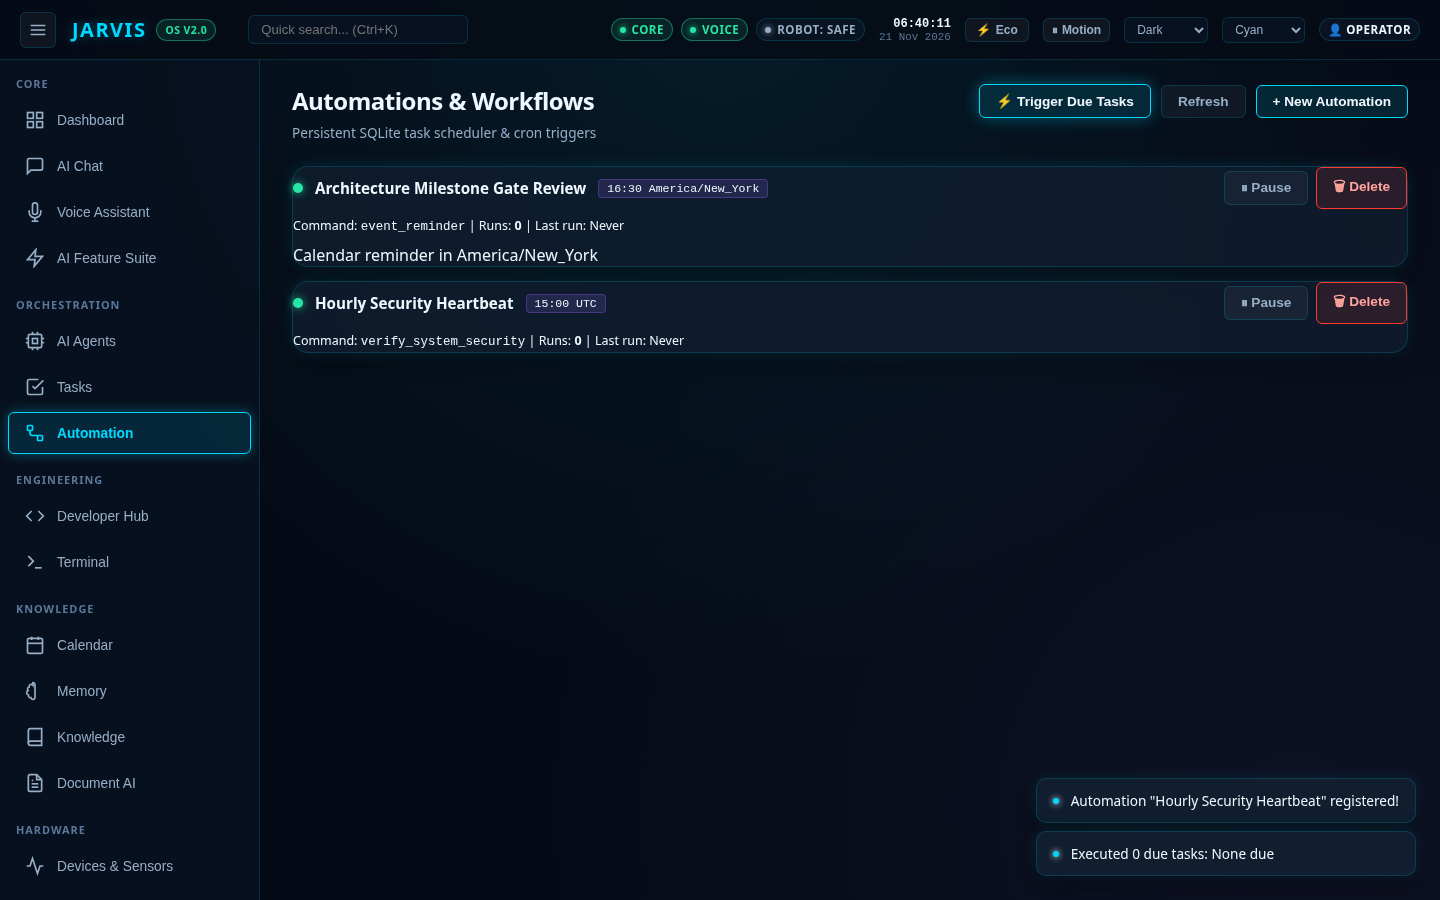 JARVIS
OS V2.0
Quick search... (Ctrl+K)
CORE
VOICE
ROBOT: SAFE
06:40:11
21 Nov 2026
⚡ Eco
Motion
Dark
Cyan
OPERATOR
CORE
Dashboard
AI Chat
Voice Assistant
AI Feature Suite
ORCHESTRATION
AI Agents
Tasks
Automation
ENGINEERING
Developer Hub
Terminal
KNOWLEDGE
Calendar
Memory
Knowledge
Document AI
HARDWARE
Devices & Sensors
Automations & Workflows
Persistent SQLite task scheduler & cron triggers
⚡ Trigger Due Tasks
Refresh
+ New Automation
Architecture Milestone Gate Review 16:30 America/New_York
Pause
Delete
Command: event_reminder | Runs: 0 | Last run: Never
Calendar reminder in America/New_York
Hourly Security Heartbeat 15:00 UTC
Pause
Delete
Command: verify_system_security | Runs: 0 | Last run: Never
Automation "Hourly Security Heartbeat" registered!
Executed 0 due tasks: None due